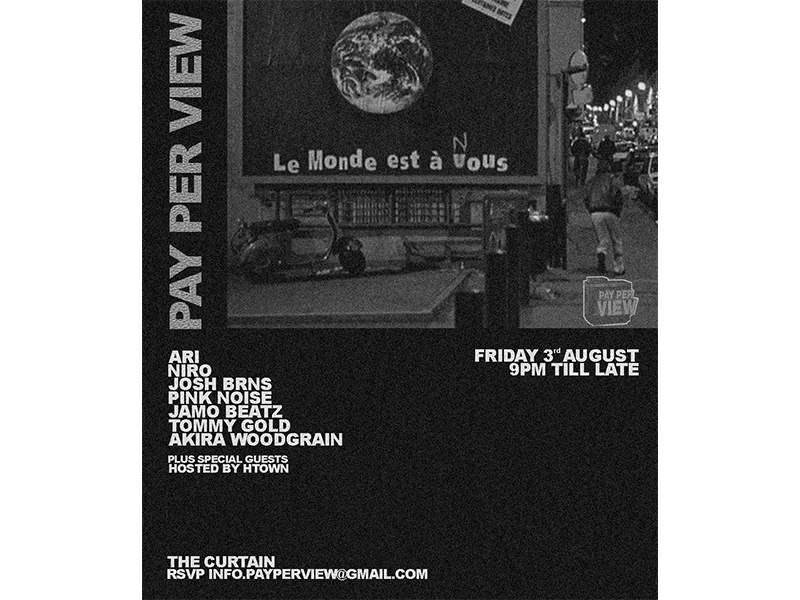 PAY PER VIEW
Le Monde est à Vous
N
PAY PER
VIEW
ARI
NIRO
JOSH BRNS
PINK NOISE
JAMO BEATZ
TOMMY GOLD
AKIRA WOODGRAIN
PLUS SPECIAL GUESTS
HOSTED BY HTOWN
FRIDAY 3rd AUGUST
9PM TILL LATE
THE CURTAIN
RSVP INFO.PAYPERVIEW@GMAIL.COM